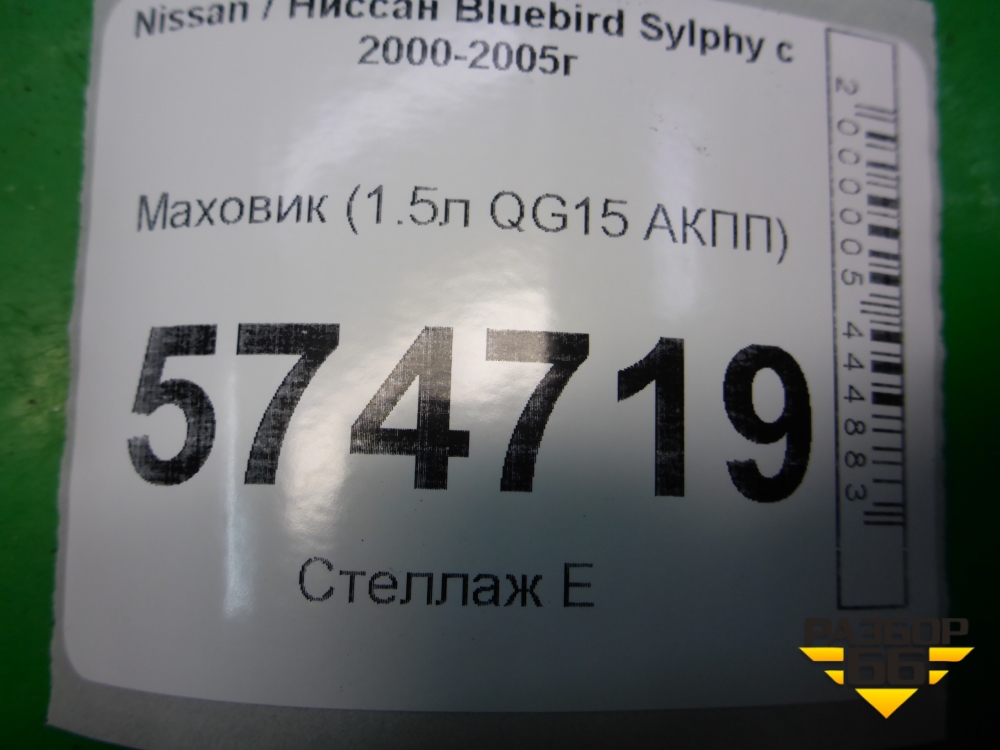 Nissan / Ниссан Bluebird Sylphy с
2000-2005г
Маховик (1.5л QG15 АКПП)
574719
Стеллаж Е
2000005444883
РАЗБОР
66